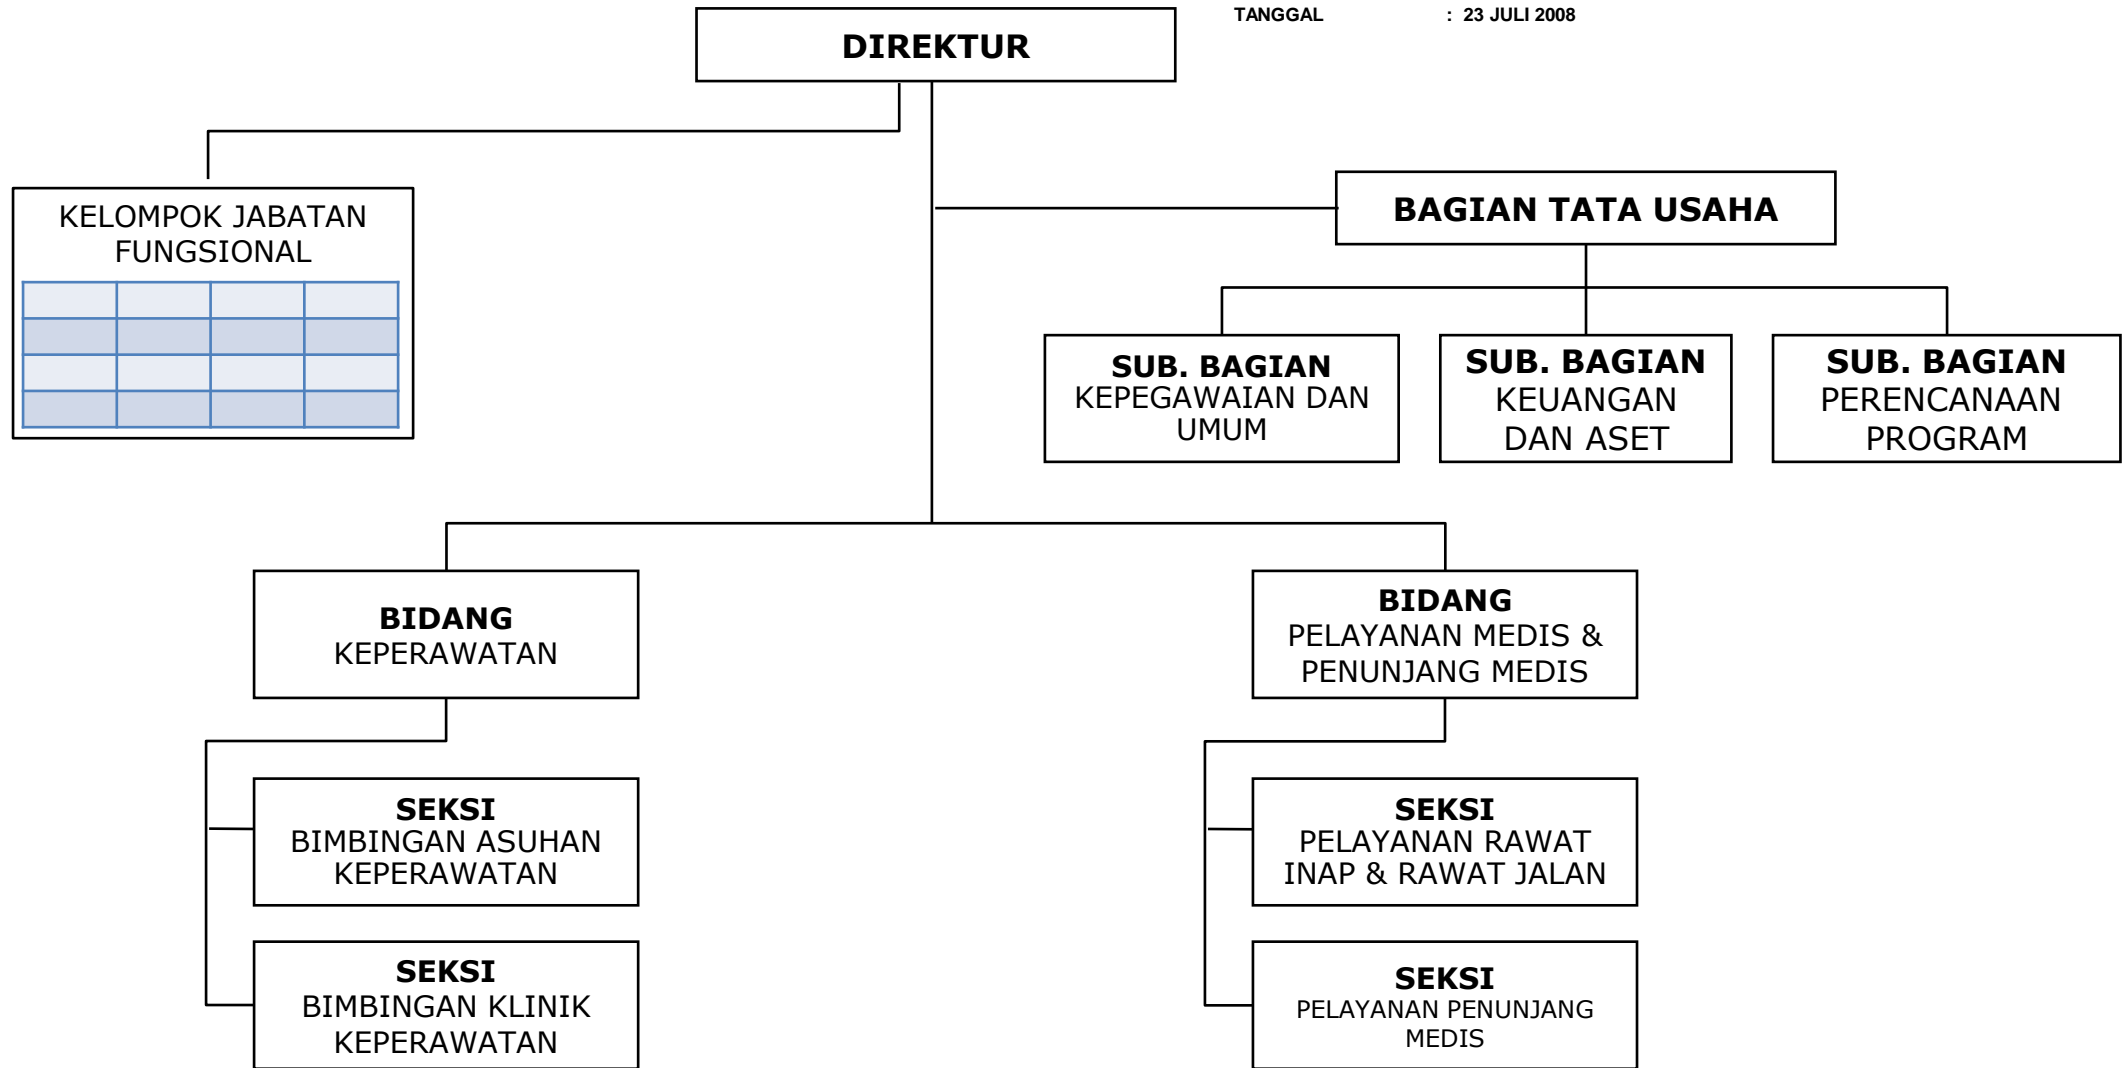 TANGGAL : 23 JULI 2008
DIREKTUR
KELOMPOK JABATAN
FUNGSIONAL
BAGIAN TATA USAHA
SUB. BAGIAN
KEPEGAWAIAN DAN
UMUM
SUB. BAGIAN
KEUANGAN
DAN ASET
SUB. BAGIAN
PERENCANAAN
PROGRAM
BIDANG
KEPERAWATAN
BIDANG
PELAYANAN MEDIS &
PENUNJANG MEDIS
SEKSI
BIMBINGAN ASUHAN
KEPERAWATAN
SEKSI
PELAYANAN RAWAT
INAP & RAWAT JALAN
SEKSI
BIMBINGAN KLINIK
KEPERAWATAN
SEKSI
PELAYANAN PENUNJANG
MEDIS